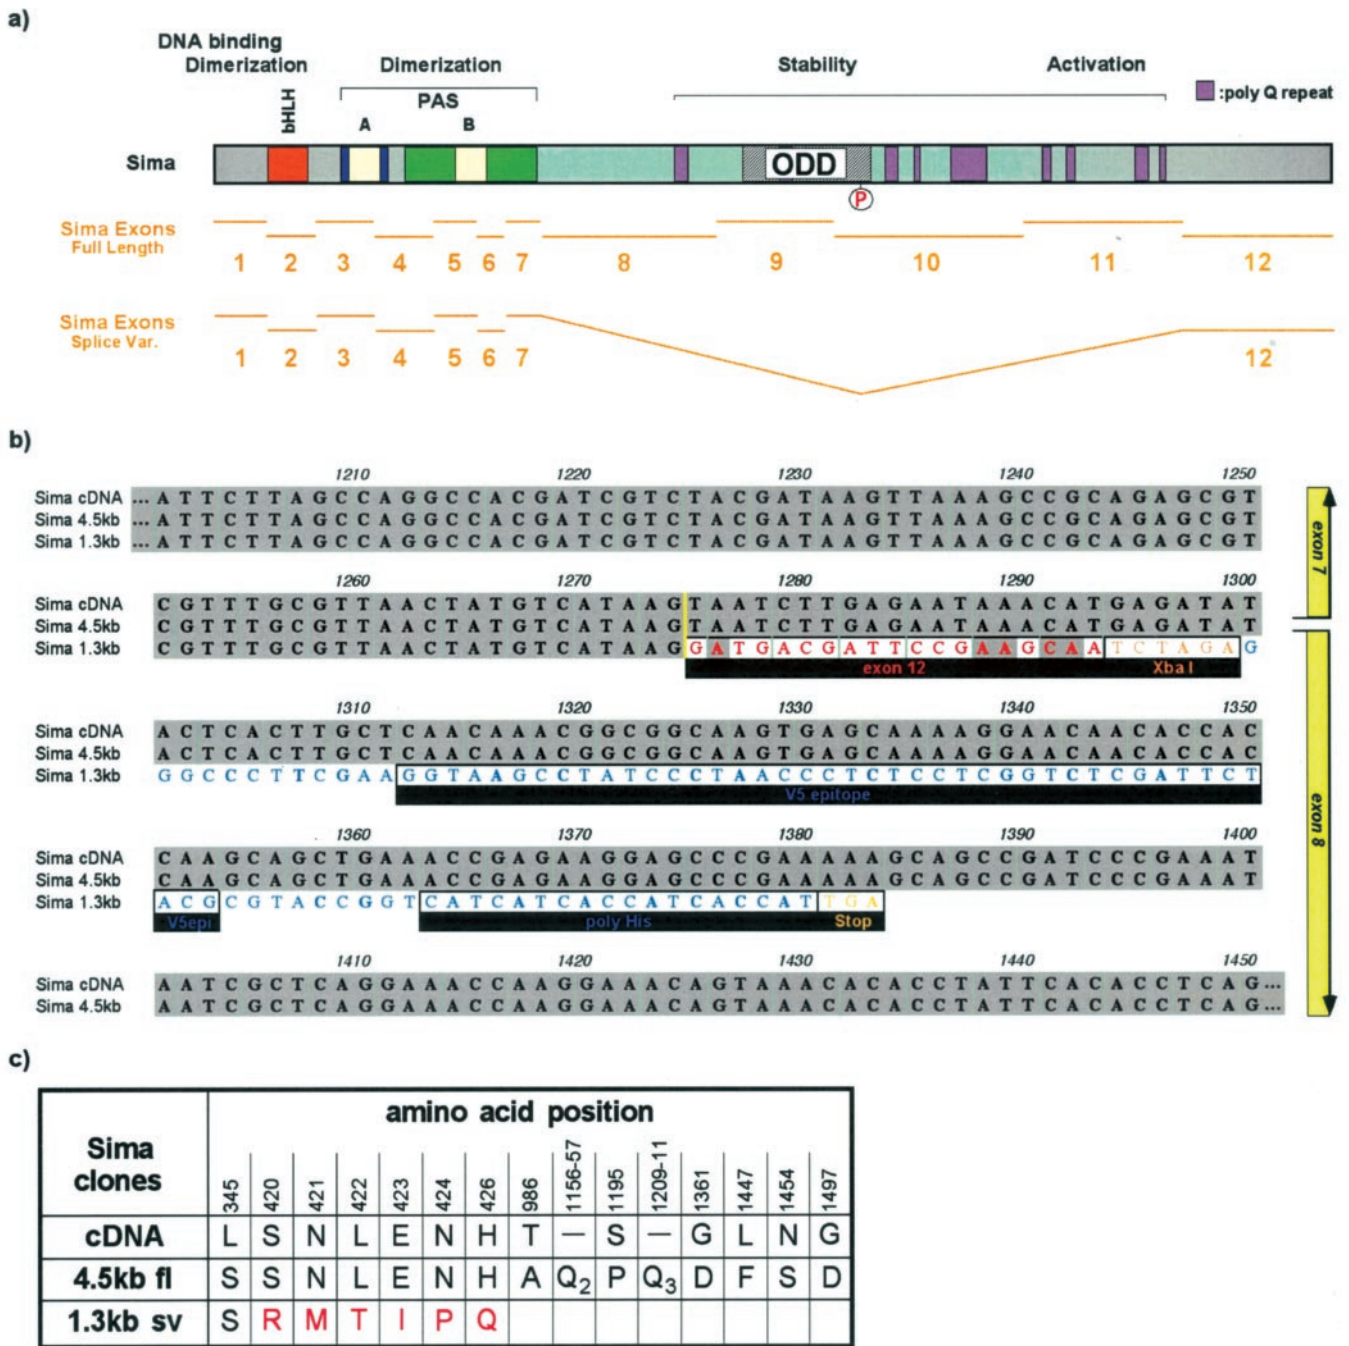 a)
DNA binding
Dimerization
Dimerization
Stability
Activation
bHLH
PAS
A
B
:poly Q repeat
Sima
ODD
P
Sima Exons
Full Length
1 2 3 4 5 6 7 8 9 10 11 12
Sima Exons
Splice Var.
1 2 3 4 5 6 7 12
b)
1210 1220 1230 1240 1250
Sima cDNA ... A T T C T T A G C C A G G C C A C G A T C G T C T A C G A T A A G T T A A A G C C G C A G A G C G T
Sima 4.5kb ... A T T C T T A G C C A G G C C A C G A T C G T C T A C G A T A A G T T A A A G C C G C A G A G C G T
Sima 1.3kb ... A T T C T T A G C C A G G C C A C G A T C G T C T A C G A T A A G T T A A A G C C G C A G A G C G T
exon 7
1260 1270 1280 1290 1300
Sima cDNA C G T T T G C G T T A A C T A T G T C A T A A G T A A T C T T G A G A A T A A A C A T G A G A T A T
Sima 4.5kb C G T T T G C G T T A A C T A T G T C A T A A G T A A T C T T G A G A A T A A A C A T G A G A T A T
Sima 1.3kb C G T T T G C G T T A A C T A T G T C A T A A G G A T G A C G A T T C C G A A G C A A T C T A G A G
exon 12 Xba I
1310 1320 1330 1340 1350
Sima cDNA A C T C A C T T G C T C A A C A A A C G G C G G C A A G T G A G C A A A A G G A A C A A C A C C A C
Sima 4.5kb A C T C A C T T G C T C A A C A A A C G G C G G C A A G T G A G C A A A A G G A A C A A C A C C A C
Sima 1.3kb G G C C C T T C G A A G G T A A G C C T A T C C C T A A C C C T C T C C T C G G T C T C G A T T C T
V5 epitope
exon 8
1360 1370 1380 1390 1400
Sima cDNA C A A G C A G C T G A A A C C G A G A A G G A G C C C G A A A A A G C A G C C G A T C C C G A A A T
Sima 4.5kb C A A G C A G C T G A A A C C G A G A A G G A G C C C G A A A A A G C A G C C G A T C C C G A A A T
Sima 1.3kb A C G C G T A C C G G T C A T C A T C A C C A T C A C C A T T G A
V5epi poly His Stop
1410 1420 1430 1440 1450
Sima cDNA A A T C G C T C A G G A A A C C A A G G A A A C A G T A A A C A C A C C T A T T C A C A C C T C A G ...
Sima 4.5kb A A T C G C T C A G G A A A C C A A G G A A A C A G T A A A C A C A C C T A T T C A C A C C T C A G ...
c)
Sima clones
amino acid position
345 420 421 422 423 424 426 986 1156-57 1195 1209-11 1361 1447 1454 1497
cDNA L S N L E N H T — S — G L N G
4.5kb fl S S N L E N H A Q2 P Q3 D F S D
1.3kb sv S R M T I P Q